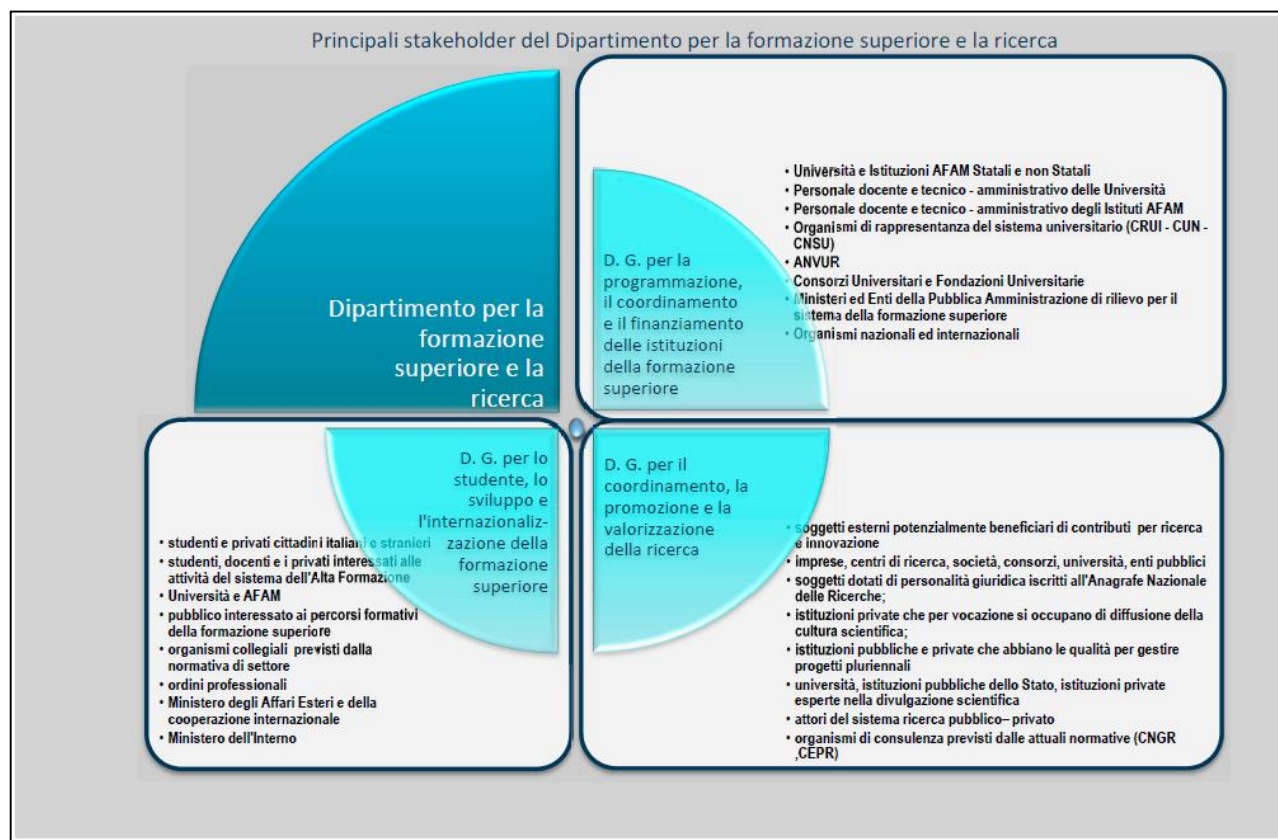 Principali stakeholder del Dipartimento per la formazione superiore e la ricerca
Dipartimento per la
formazione
superiore e la
ricerca
D. G. per la
programmazione,
il coordinamento
e il finanziamento
delle istituzioni
della formazione
superiore
• Università e Istituzioni AFAM Statali e non Statali
• Personale docente e tecnico - amministrativo delle Università
• Personale docente e tecnico - amministrativo degli Istituti AFAM
• Organismi di rappresentanza del sistema universitario (CRUI - CUN -
CNSU)
• ANVUR
• Consorzi Universitari e Fondazioni Universitarie
• Ministeri ed Enti della Pubblica Amministrazione di rilievo per il
sistema della formazione superiore
• Organismi nazionali ed internazionali
D. G. per lo
studente, lo
sviluppo e
l'internazionaliz-
zazione della
formazione
superiore
• studenti e privati cittadini italiani e stranieri
• studenti, docenti e i privati interessati alle
attività del sistema dell'Alta Formazione
• Università e AFAM
• pubblico interessato ai percorsi formativi
della formazione superiore
• organismi collegiali previsti dalla
normativa di settore
• ordini professionali
• Ministero degli Affari Esteri e della
cooperazione internazionale
• Ministero dell'Interno
D. G. per il
coordinamento, la
promozione e la
valorizzazione
della ricerca
• soggetti esterni potenzialmente beneficiari di contributi per ricerca
e innovazione
• imprese, centri di ricerca, società, consorzi, università, enti pubblici
• soggetti dotati di personalità giuridica iscritti all'Anagrafe Nazionale
delle Ricerche;
• istituzioni private che per vocazione si occupano di diffusione della
cultura scientifica;
• istituzioni pubbliche e private che abbiano le qualità per gestire
progetti pluriennali
• università, istituzioni pubbliche dello Stato, istituzioni private
esperte nella divulgazione scientifica
• attori del sistema ricerca pubblico– privato
• organismi di consulenza previsti dalle attuali normative (CNGR
,CEPR)